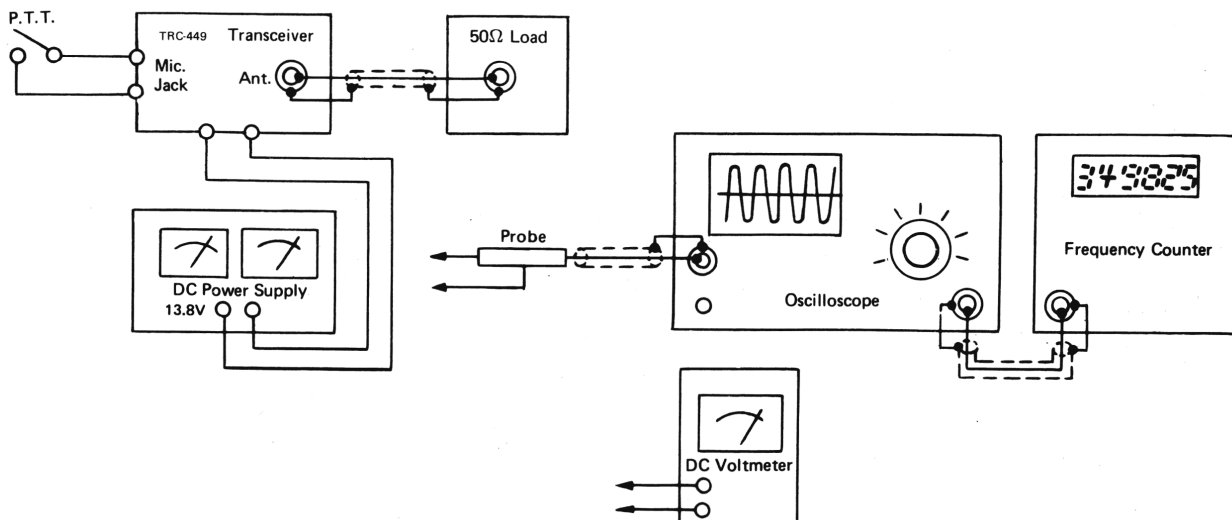 P.T.T.
TRC-449 Transceiver
Mic.
Jack
Ant.
50Ω Load
DC Power Supply
13.8V
Probe
Oscilloscope
349825
Frequency Counter
DC Voltmeter